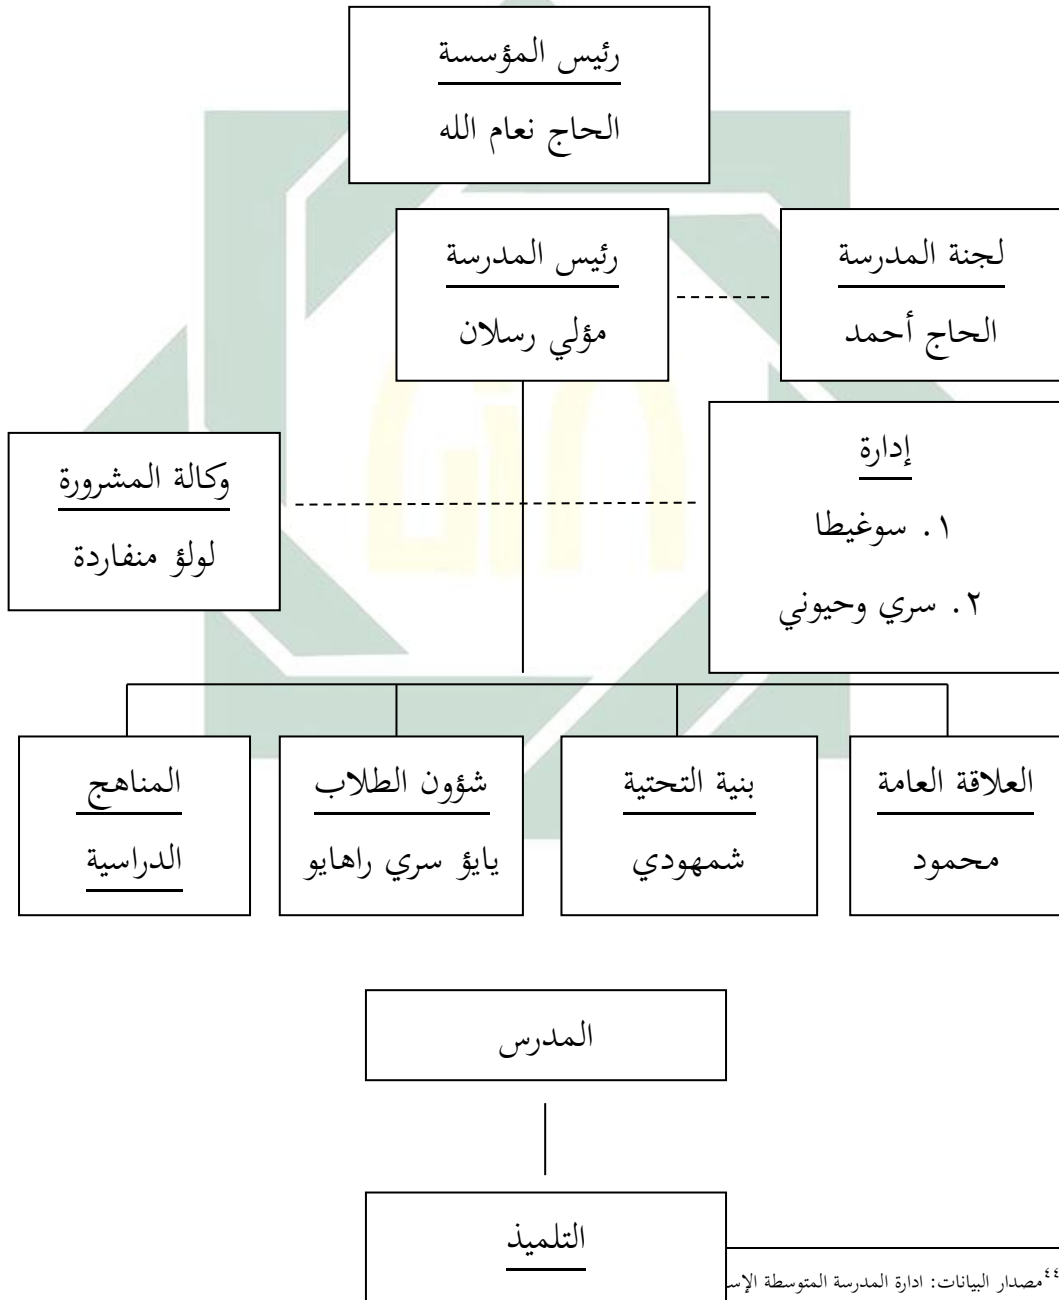 رئيس المؤسسة
الحاج نعام الله
رئيس المدرسة
مؤلي رسلان
لجنة المدرسة
الحاج أحمد
إدارة
١. سوغيطا
٢. سري وحيوني
وكالة المشرورة
لولؤ منفاردة
العلاقة العامة
محمود
بنية التحتية
شمهودي
شؤون الطلاب
يايؤ سري راهايو
المناهج
الدراسية
المدرس
التلميذ
٤٤مصدار البيانات: ادارة المدرسة المتوسطة